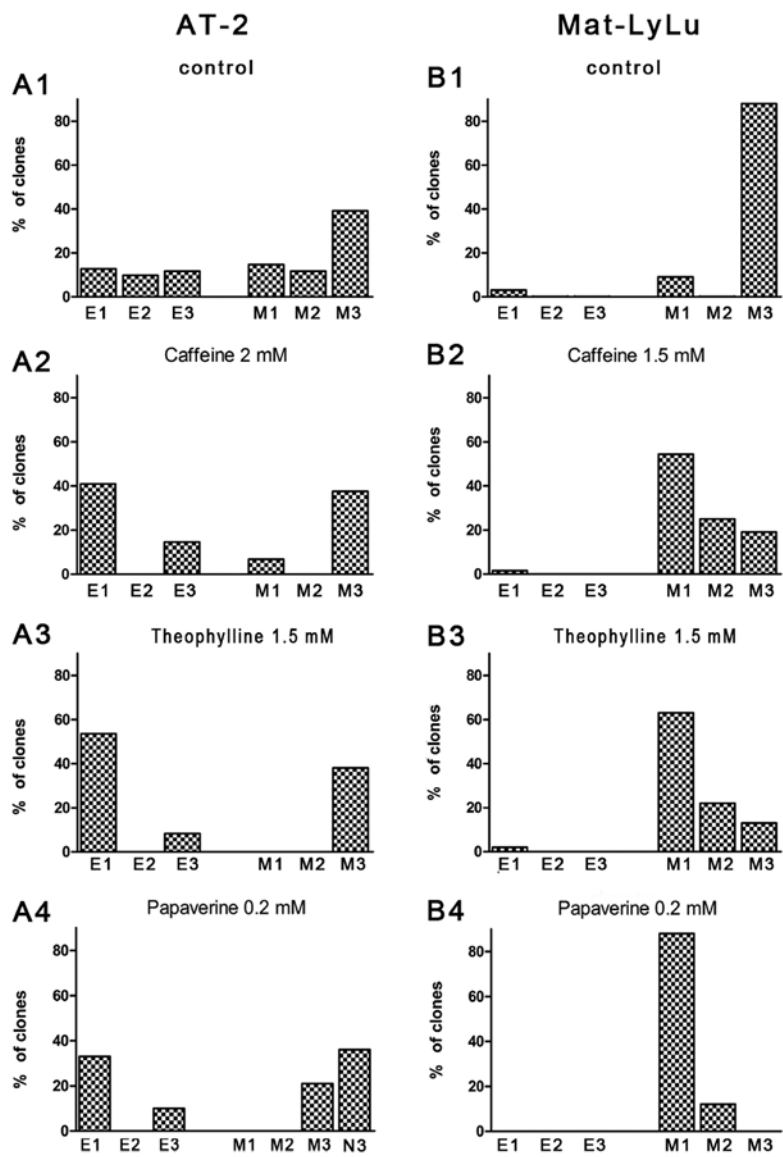 AT-2
Mat-LyLu
A1
control
% of clones
80
60
40
20
0
E1 E2 E3 M1 M2 M3
B1
control
% of clones
80
60
40
20
0
E1 E2 E3 M1 M2 M3
A2
Caffeine 2 mM
% of clones
80
60
40
20
0
E1 E2 E3 M1 M2 M3
B2
Caffeine 1.5 mM
% of clones
80
60
40
20
0
E1 E2 E3 M1 M2 M3
A3
Theophylline 1.5 mM
% of clones
80
60
40
20
0
E1 E2 E3 M1 M2 M3
B3
Theophylline 1.5 mM
% of clones
80
60
40
20
0
E1 E2 E3 M1 M2 M3
A4
Papaverine 0.2 mM
% of clones
80
60
40
20
0
E1 E2 E3 M1 M2 M3 N3
B4
Papaverine 0.2 mM
% of clones
80
60
40
20
0
E1 E2 E3 M1 M2 M3